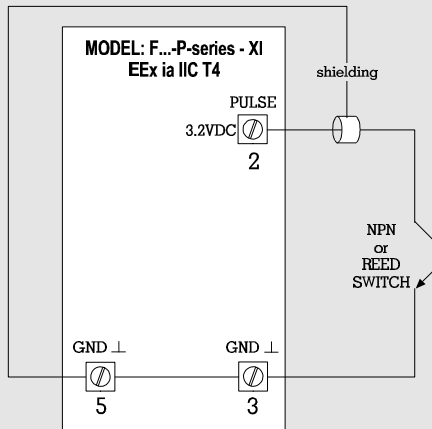 MODEL: F...-P-series - XI
EEx ia IIC T4
shielding
PULSE
3.2VDC
2
NPN
or
REED
SWITCH
GND ⊥
GND ⊥
5
3